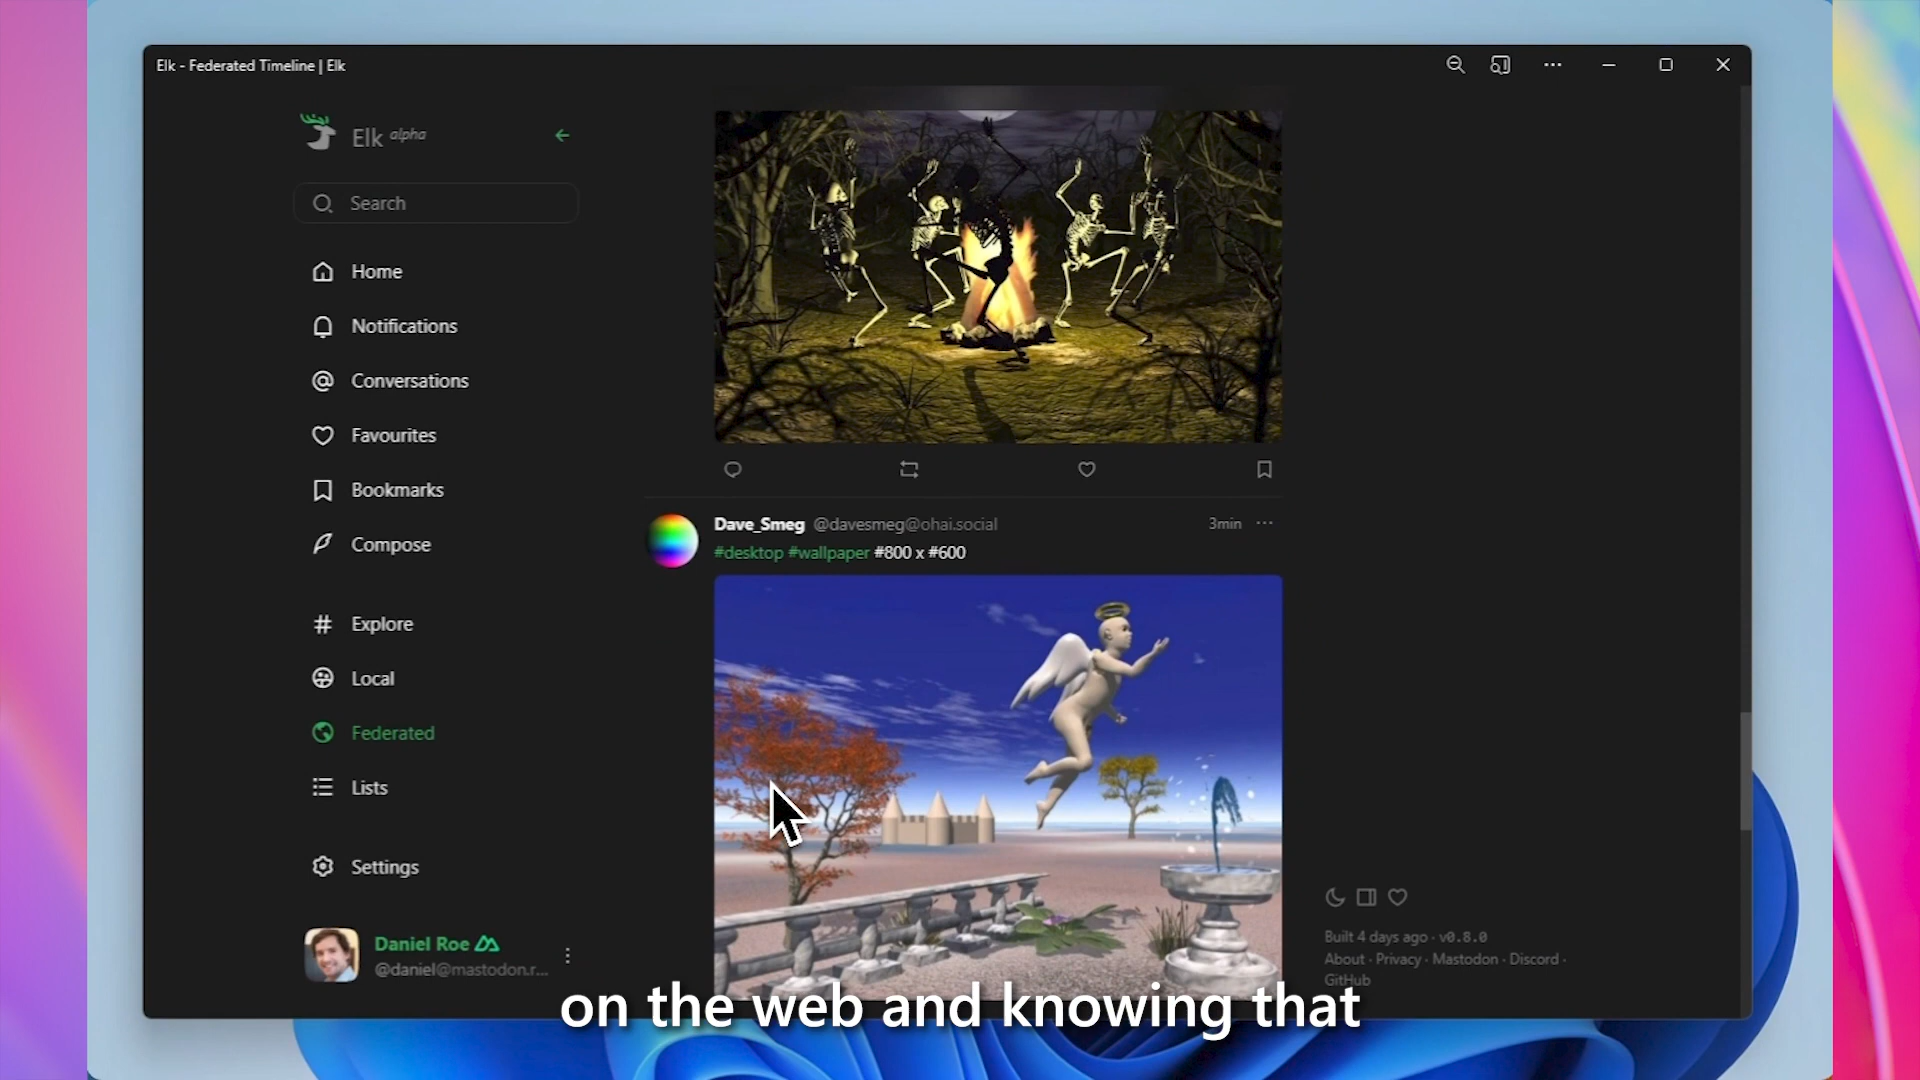 Elk - Federated Timeline | Elk
Elk alpha
Search
Home
Notifications
Conversations
Favourites
Bookmarks
Compose
Explore
Local
Federated
Lists
Settings
Daniel Roe
@daniel@mastodon.r...
Dave_Smeg @davesmeg@ohai.social 3min
#desktop #wallpaper #800 x #600
Built 4 days ago · v0.8.0
About · Privacy · Mastodon · Discord ·
GitHub
on the web and knowing that